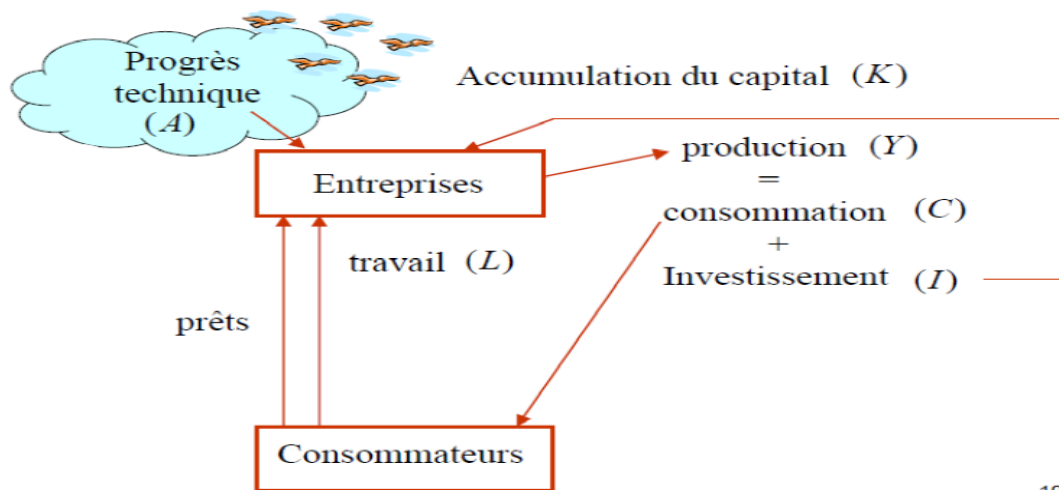 Progrès
technique
(A)
Accumulation du capital (K)
Entreprises
production (Y)
=
consommation (C)
+
Investissement (I)
travail (L)
prêts
Consommateurs